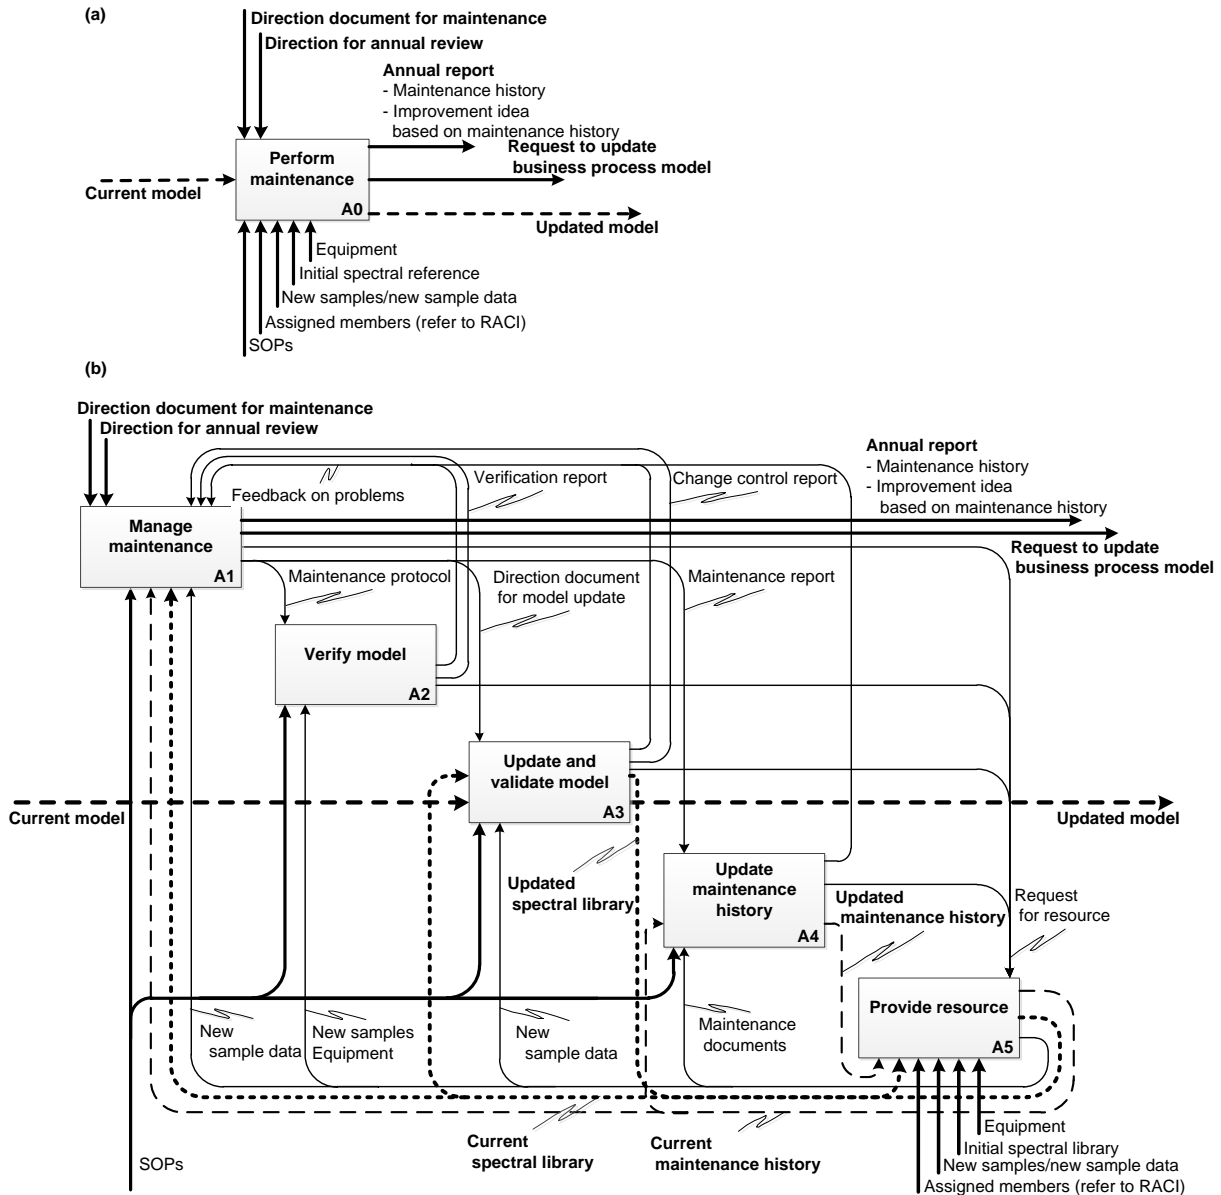 (a)
Direction document for maintenance
Direction for annual review
Annual report
- Maintenance history
- Improvement idea
based on maintenance history
Request to update
business process model
Perform
maintenance
A0
Current model
Updated model
Equipment
Initial spectral reference
New samples/new sample data
Assigned members (refer to RACI)
SOPs
(b)
Direction document for maintenance
Direction for annual review
Annual report
- Maintenance history
- Improvement idea
based on maintenance history
Verification report
Change control report
Feedback on problems
Manage
maintenance
A1
Request to update
business process model
Maintenance protocol
Direction document
for model update
Maintenance report
Verify model
A2
Update and
validate model
A3
Current model
Updated model
Updated
spectral library
Update
maintenance
history
A4
Updated
maintenance history
Request
for resource
Provide resource
A5
New
sample data
New samples
Equipment
New
sample data
Maintenance
documents
Current
spectral library
Current
maintenance history
Equipment
Initial spectral library
New samples/new sample data
Assigned members (refer to RACI)
SOPs